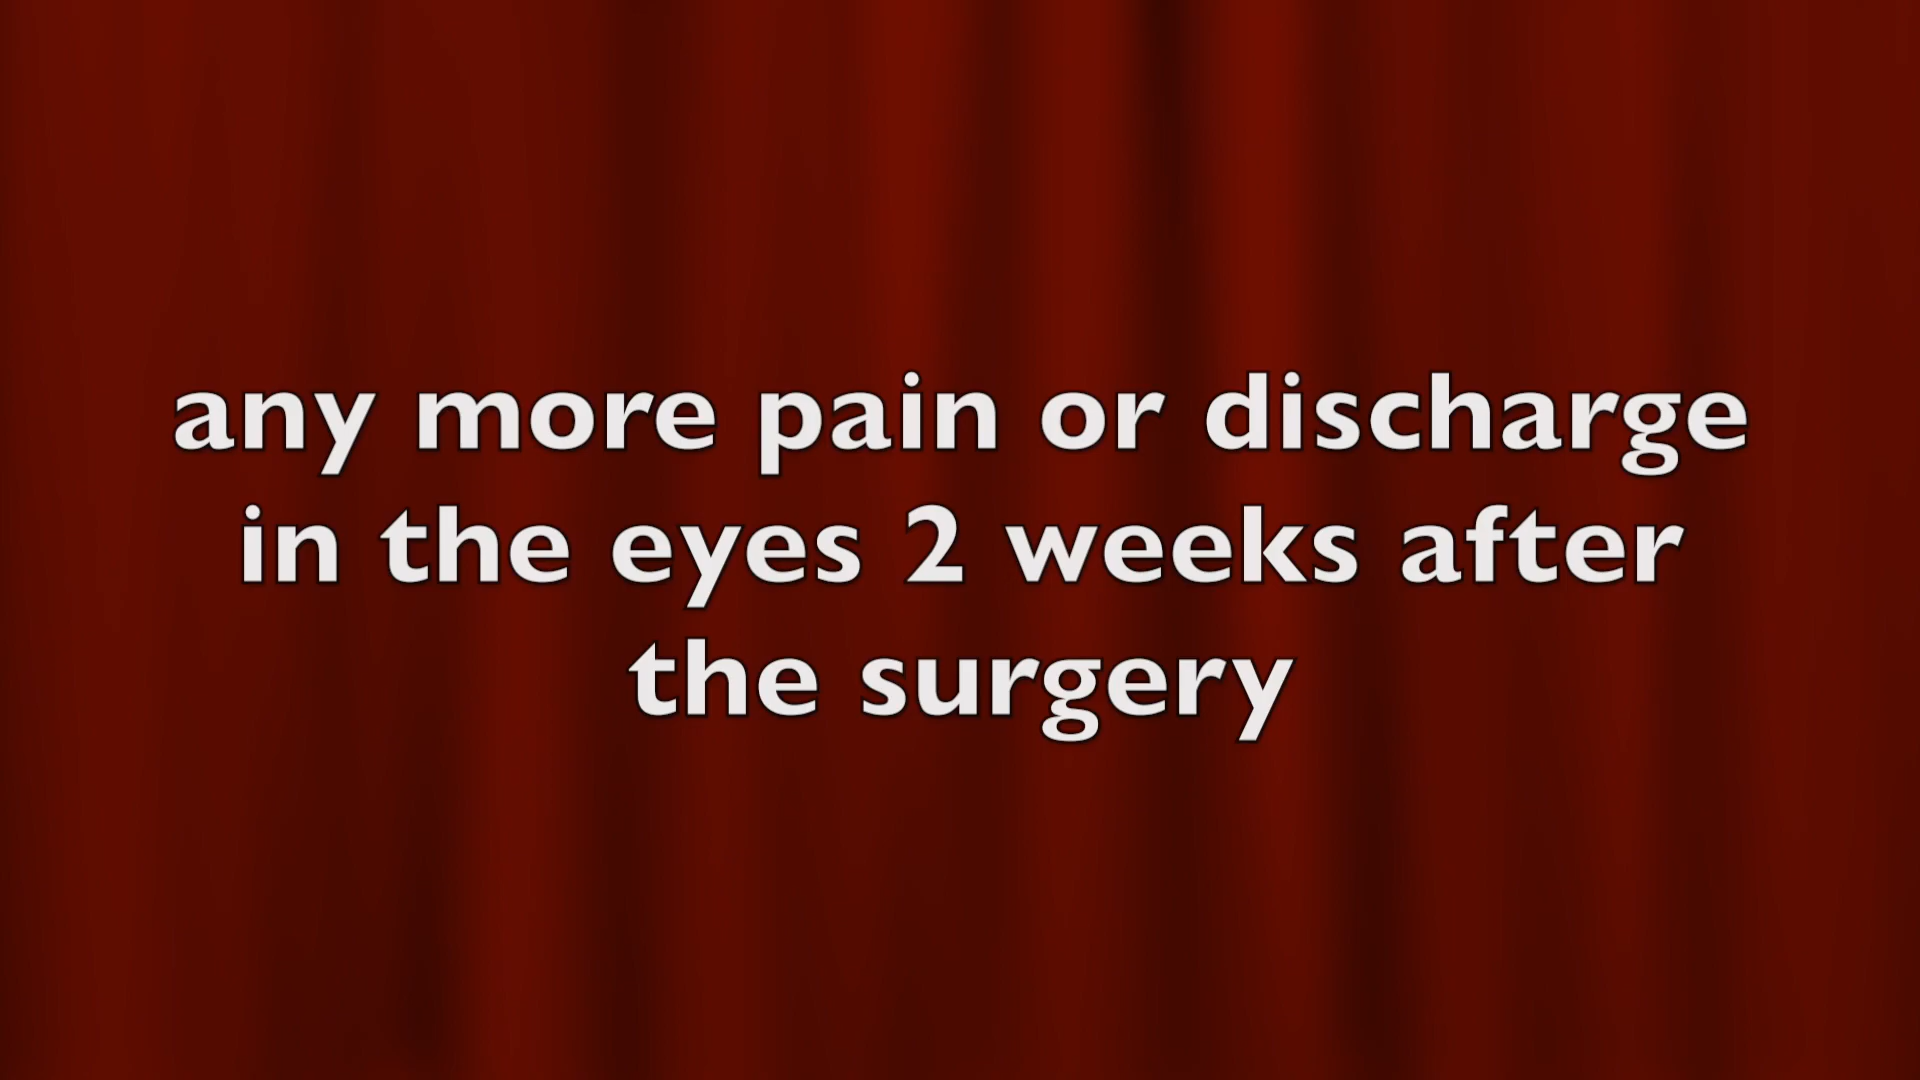 any more pain or discharge
in the eyes 2 weeks after
the surgery